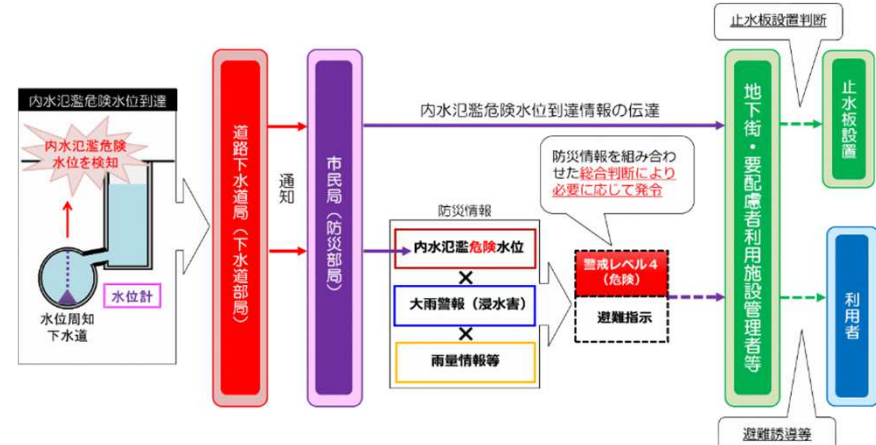 止水板設置判断
内水氾濫危険水位到達
内水氾濫危険
水位を検知
水位計
水位周知
下水道
道路下水道局（下水道部局）
通知
市民局（防災部局）
内水氾濫危険水位到達情報の伝達
防災情報を組み合わ
せた総合判断により
必要に応じて発令
防災情報
内水氾濫危険水位
×
大雨警報（浸水害）
×
雨量情報等
警戒レベル４
（危険）
避難指示
地下街・要配慮者利用施設管理者等
止水板設置
利用者
避難誘導等